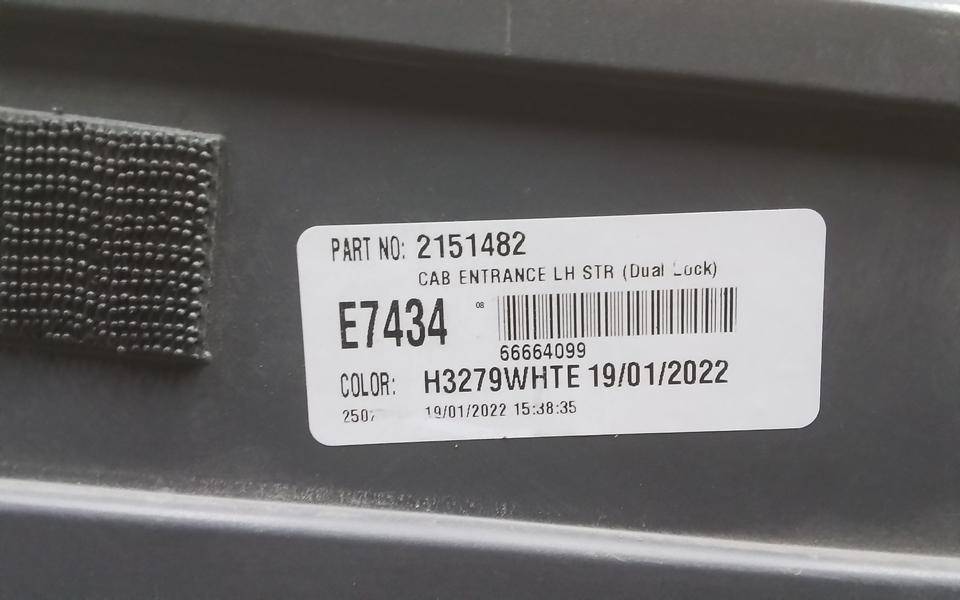 PART NO: 2151482
CAB ENTRANCE LH STR (Dual Lock)
E7434
08
66664099
COLOR: H3279WHTE 19/01/2022
19/01/2022 15:38:35